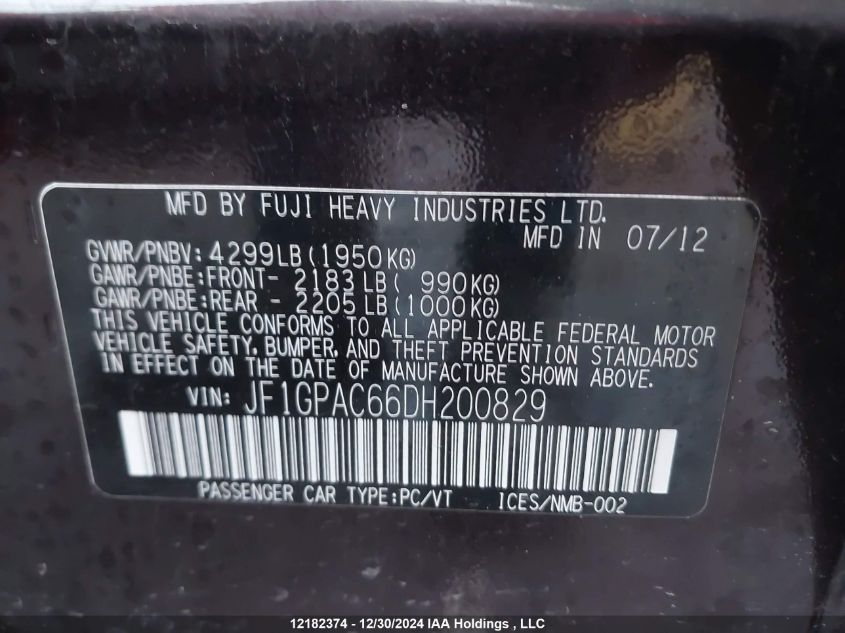 MFD BY FUJI HEAVY INDUSTRIES LTD.
MFD IN 07/12
GVWR/PNBV: 4299LB(1950KG)
GAWR/PNBE:FRONT- 2183LB( 990KG)
GAWR/PNBE:REAR - 2205LB(1000KG)
THIS VEHICLE CONFORMS TO ALL APPLICABLE FEDERAL MOTOR
VEHICLE SAFETY, BUMPER, AND THEFT PREVENTION STANDARDS
IN EFFECT ON THE DATE OF MANUFACTURE SHOWN ABOVE.
VIN: JF1GPAC66DH200829
PASSENGER CAR TYPE:PC/VT ICES/NMB-002
12182374 - 12/30/2024 IAA Holdings , LLC